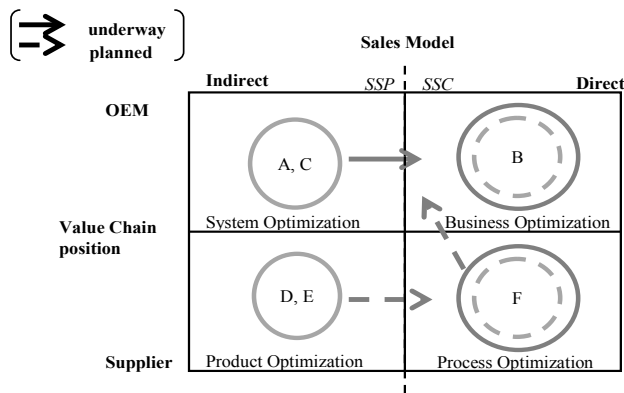 underway
planned
Sales Model
Indirect SSP SSC Direct
OEM
A, C B
System Optimization Business Optimization
Value Chain
position
D, E F
Supplier Product Optimization Process Optimization